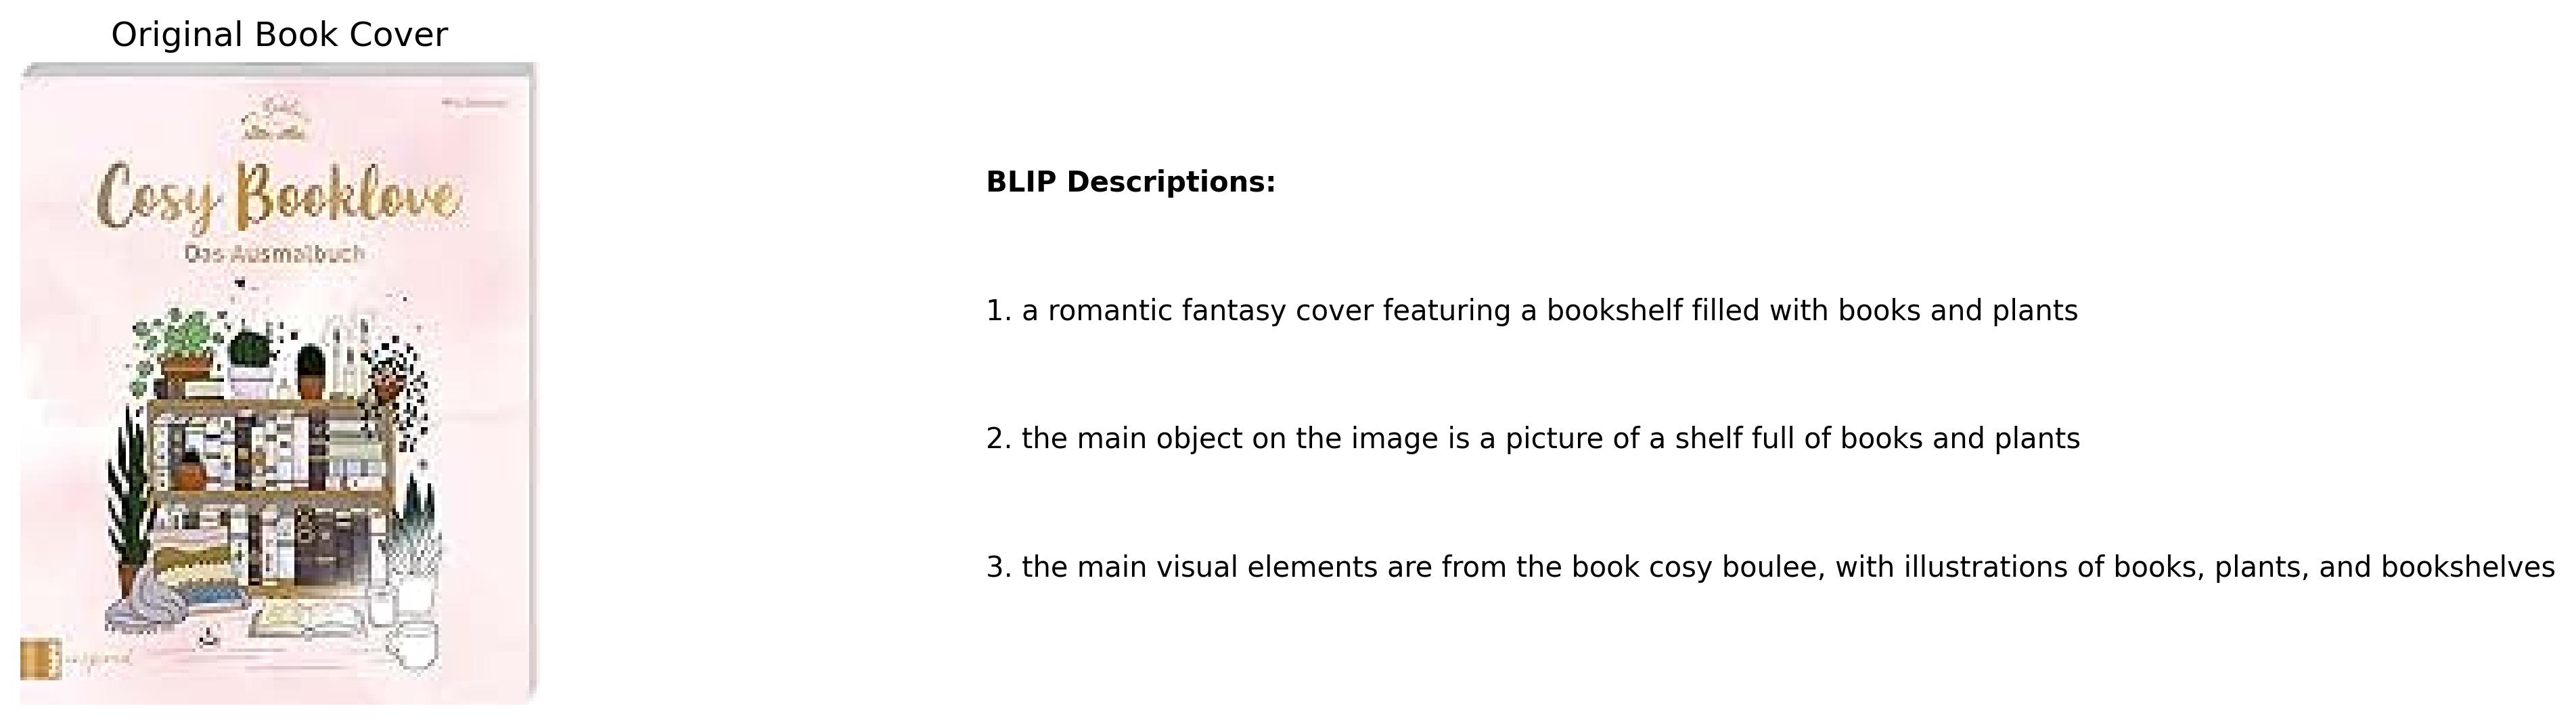 Original Book Cover
Cosy Booklove
Das Ausmalbuch
BLIP Descriptions:
1. a romantic fantasy cover featuring a bookshelf filled with books and plants
2. the main object on the image is a picture of a shelf full of books and plants
3. the main visual elements are from the book cosy boulee, with illustrations of books, plants, and bookshelves